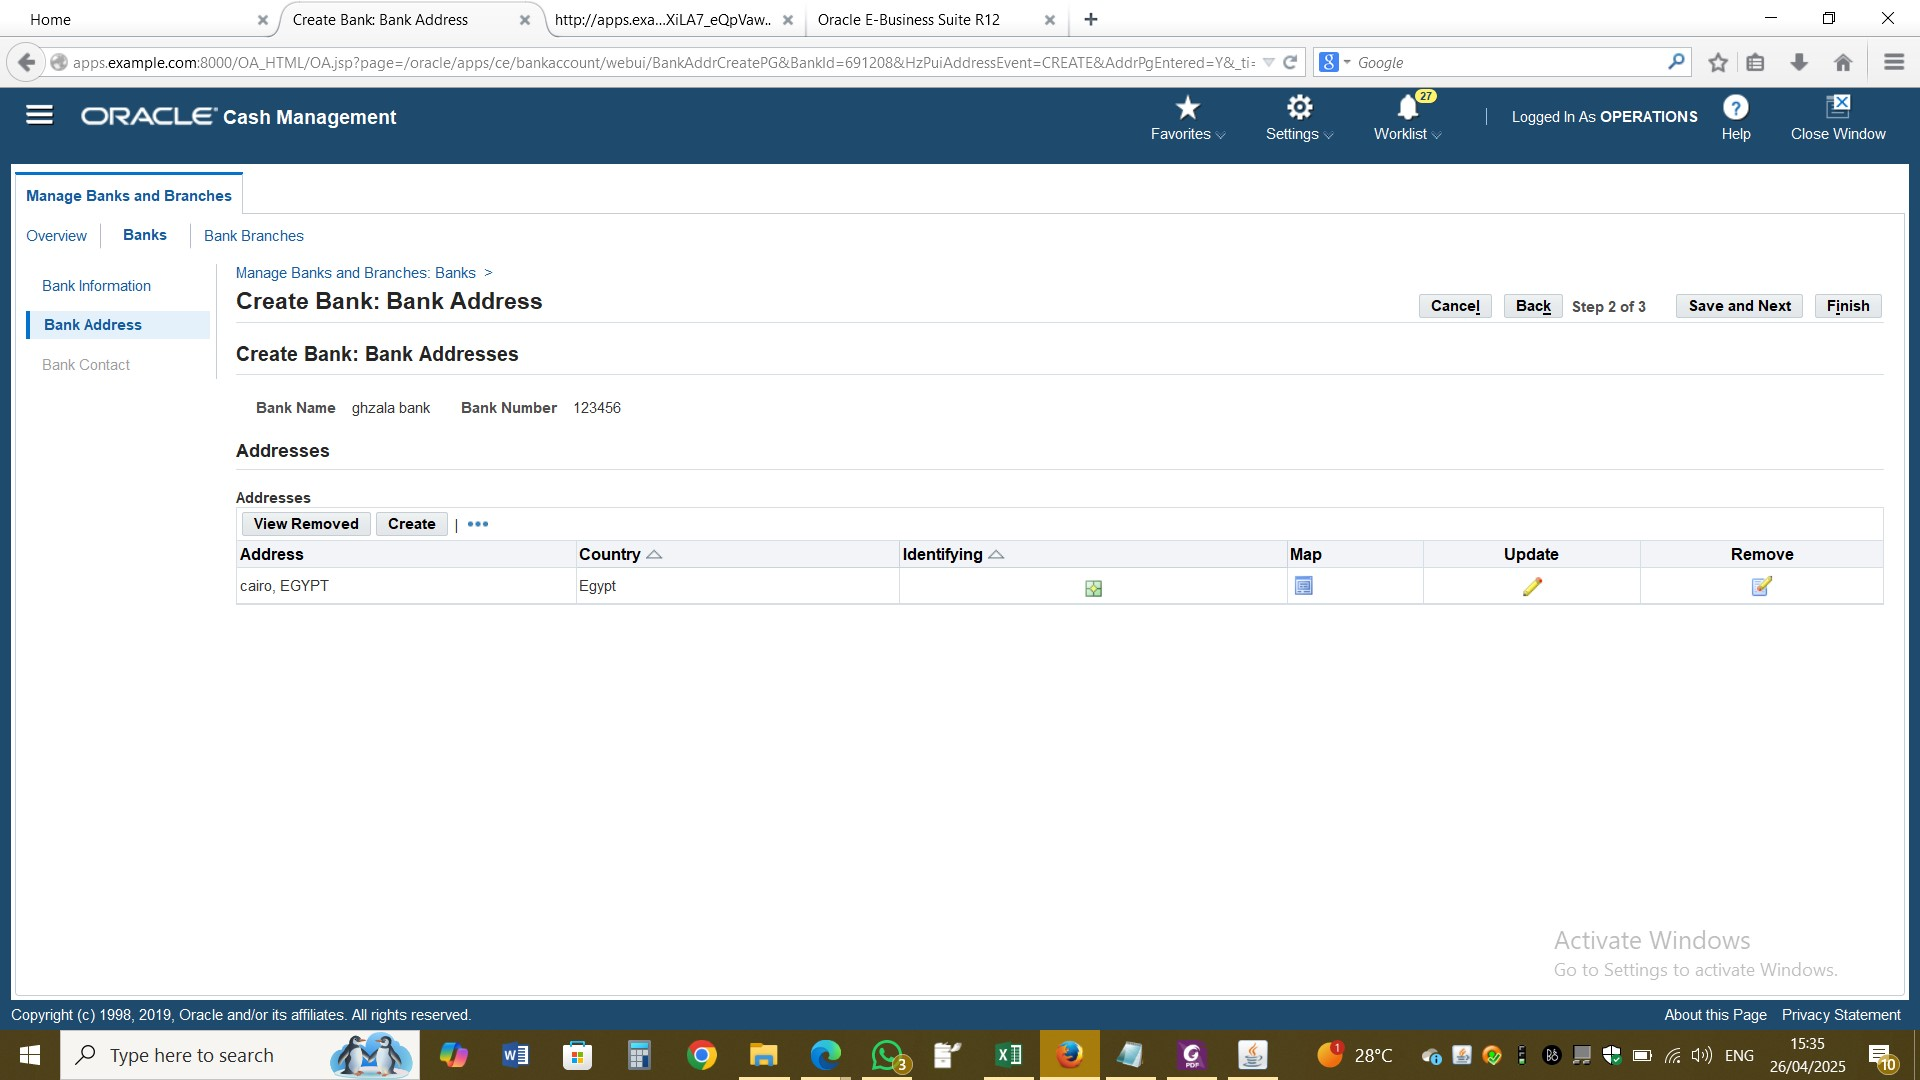 Home
Create Bank: Bank Address
http://apps.exa...XiLA7_eQpVaw..
Oracle E-Business Suite R12
apps.example.com:8000/OA_HTML/OA.jsp?page=/oracle/apps/ce/bankaccount/webui/BankAddrCreatePG&BankId=691208&HzPuiAddressEvent=CREATE&AddrPgEntered=Y&_ti=
Google
ORACLE Cash Management
Favorites
Settings
27
Worklist
Logged In As OPERATIONS
Help
Close Window
Manage Banks and Branches
Overview
Banks
Bank Branches
Bank Information
Bank Address
Bank Contact
Manage Banks and Branches: Banks >
Create Bank: Bank Address
Cancel
Back
Step 2 of 3
Save and Next
Finish
Create Bank: Bank Addresses
Bank Name ghzala bank Bank Number 123456
Addresses
Addresses
View Removed Create |
Address Country Identifying Map Update Remove
cairo, EGYPT Egypt
Activate Windows
Go to Settings to activate Windows.
Copyright (c) 1998, 2019, Oracle and/or its affiliates. All rights reserved.
About this Page Privacy Statement
Type here to search
3
PDF
1
28°C
ENG
15:35
26/04/2025
10